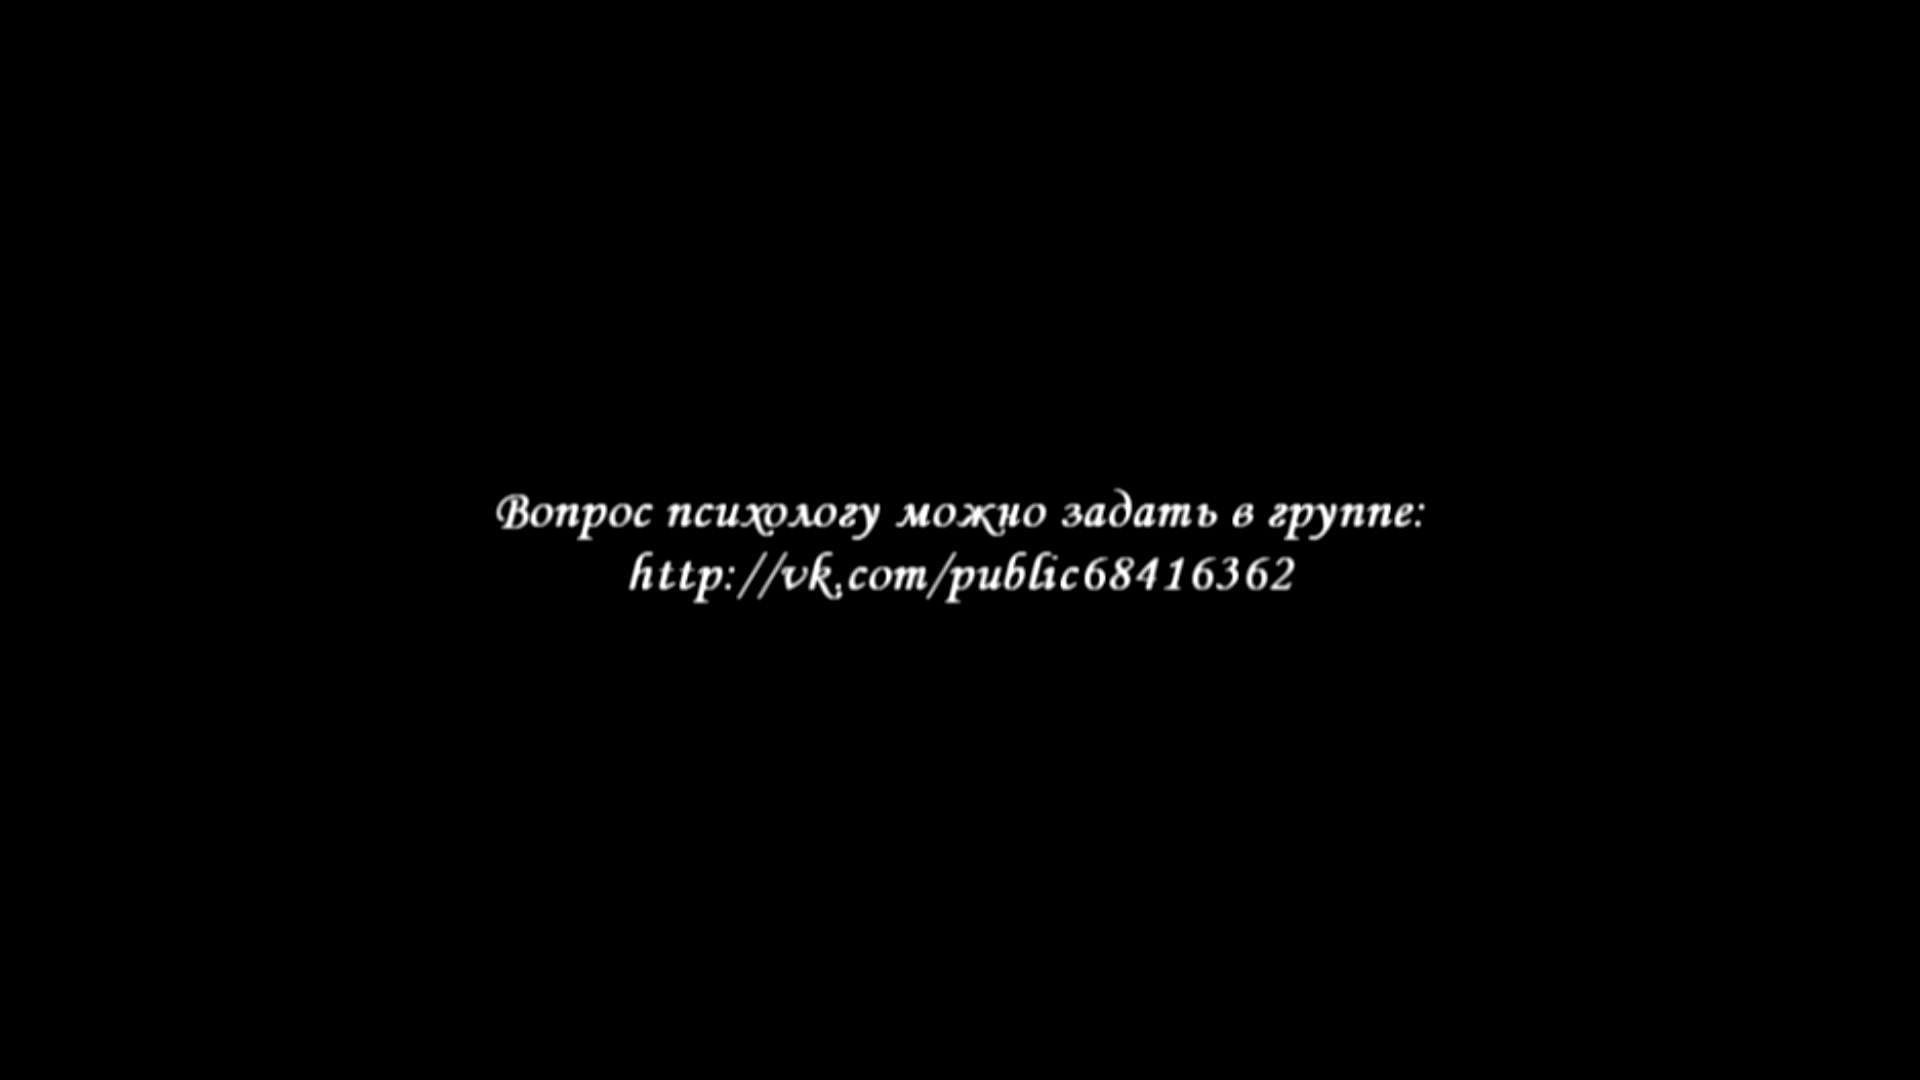 Вопрос психологу можно задать в группе:
http://vk.com/public68416362